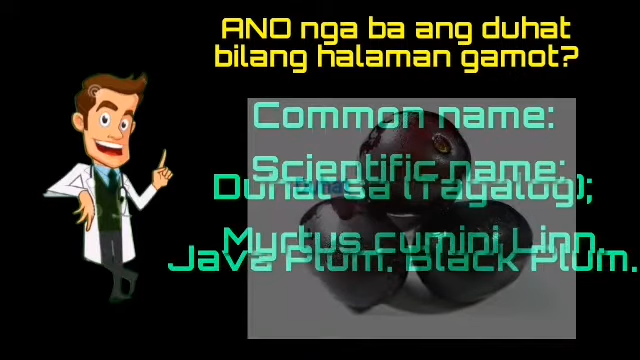 ANO nga ba ang duhat
bilang halaman gamot?
Common name:
Scientific name:
Duhat sa (Tagalog);
Myrtus cumini Linn.
Java Plum. Black Plum.